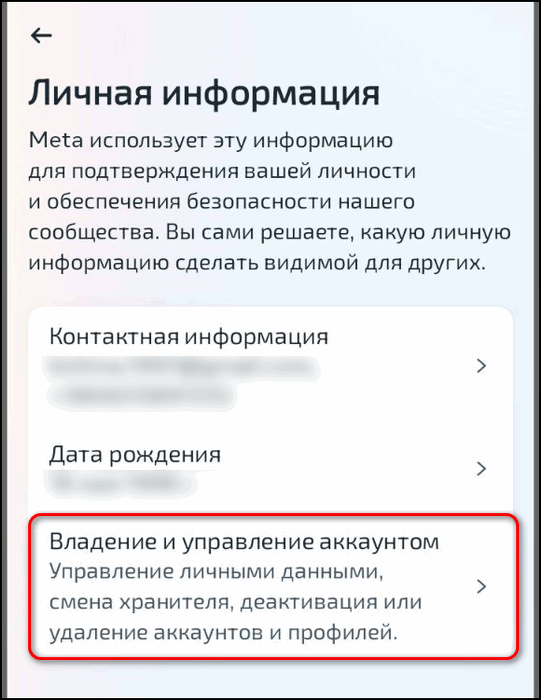 Личная информация
Meta использует эту информацию
для подтверждения вашей личности
и обеспечения безопасности нашего
сообщества. Вы сами решаете, какую личную
информацию сделать видимой для других.
Контактная информация
Дата рождения
Владение и управление аккаунтом
Управление личными данными,
смена хранителя, деактивация или
удаление аккаунтов и профилей.